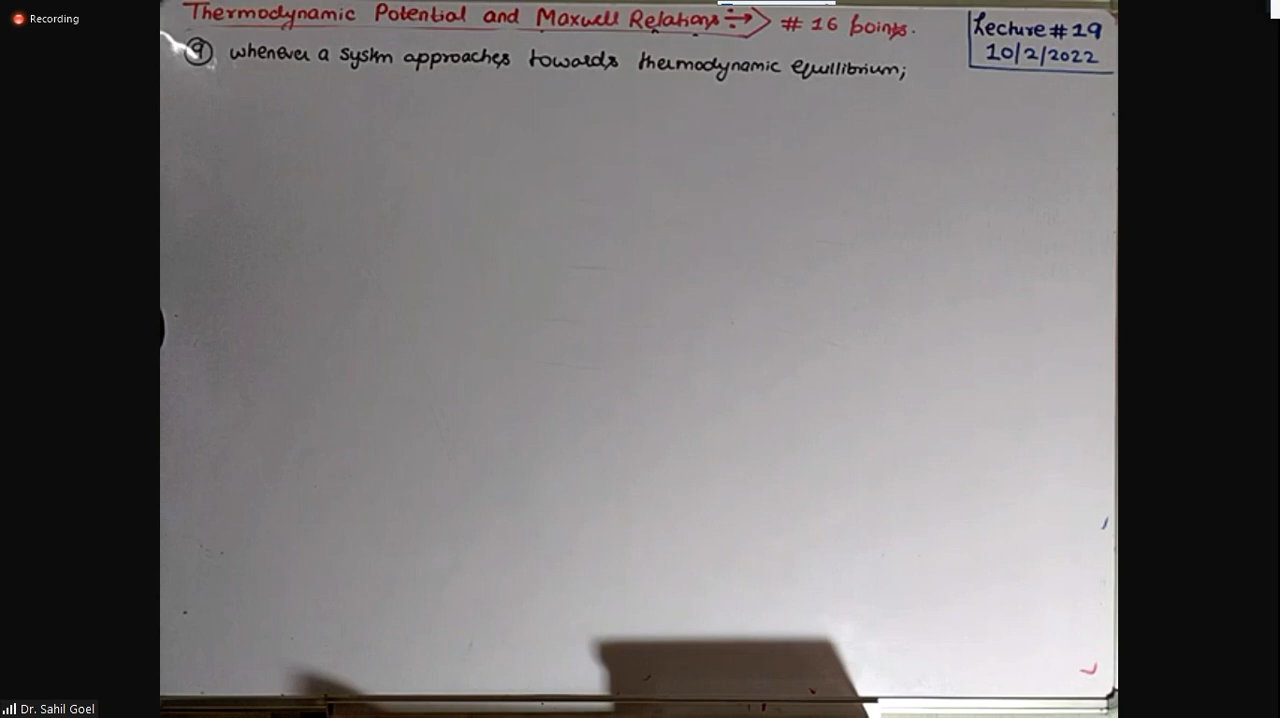 Recording
Thermodynamic Potential and Maxwell Relations ÷→ # 16 points.
Lecture # 19
10/2/2022
9 whenever a system approaches towards thermodynamic equillibrium;
Dr. Sahil Goel